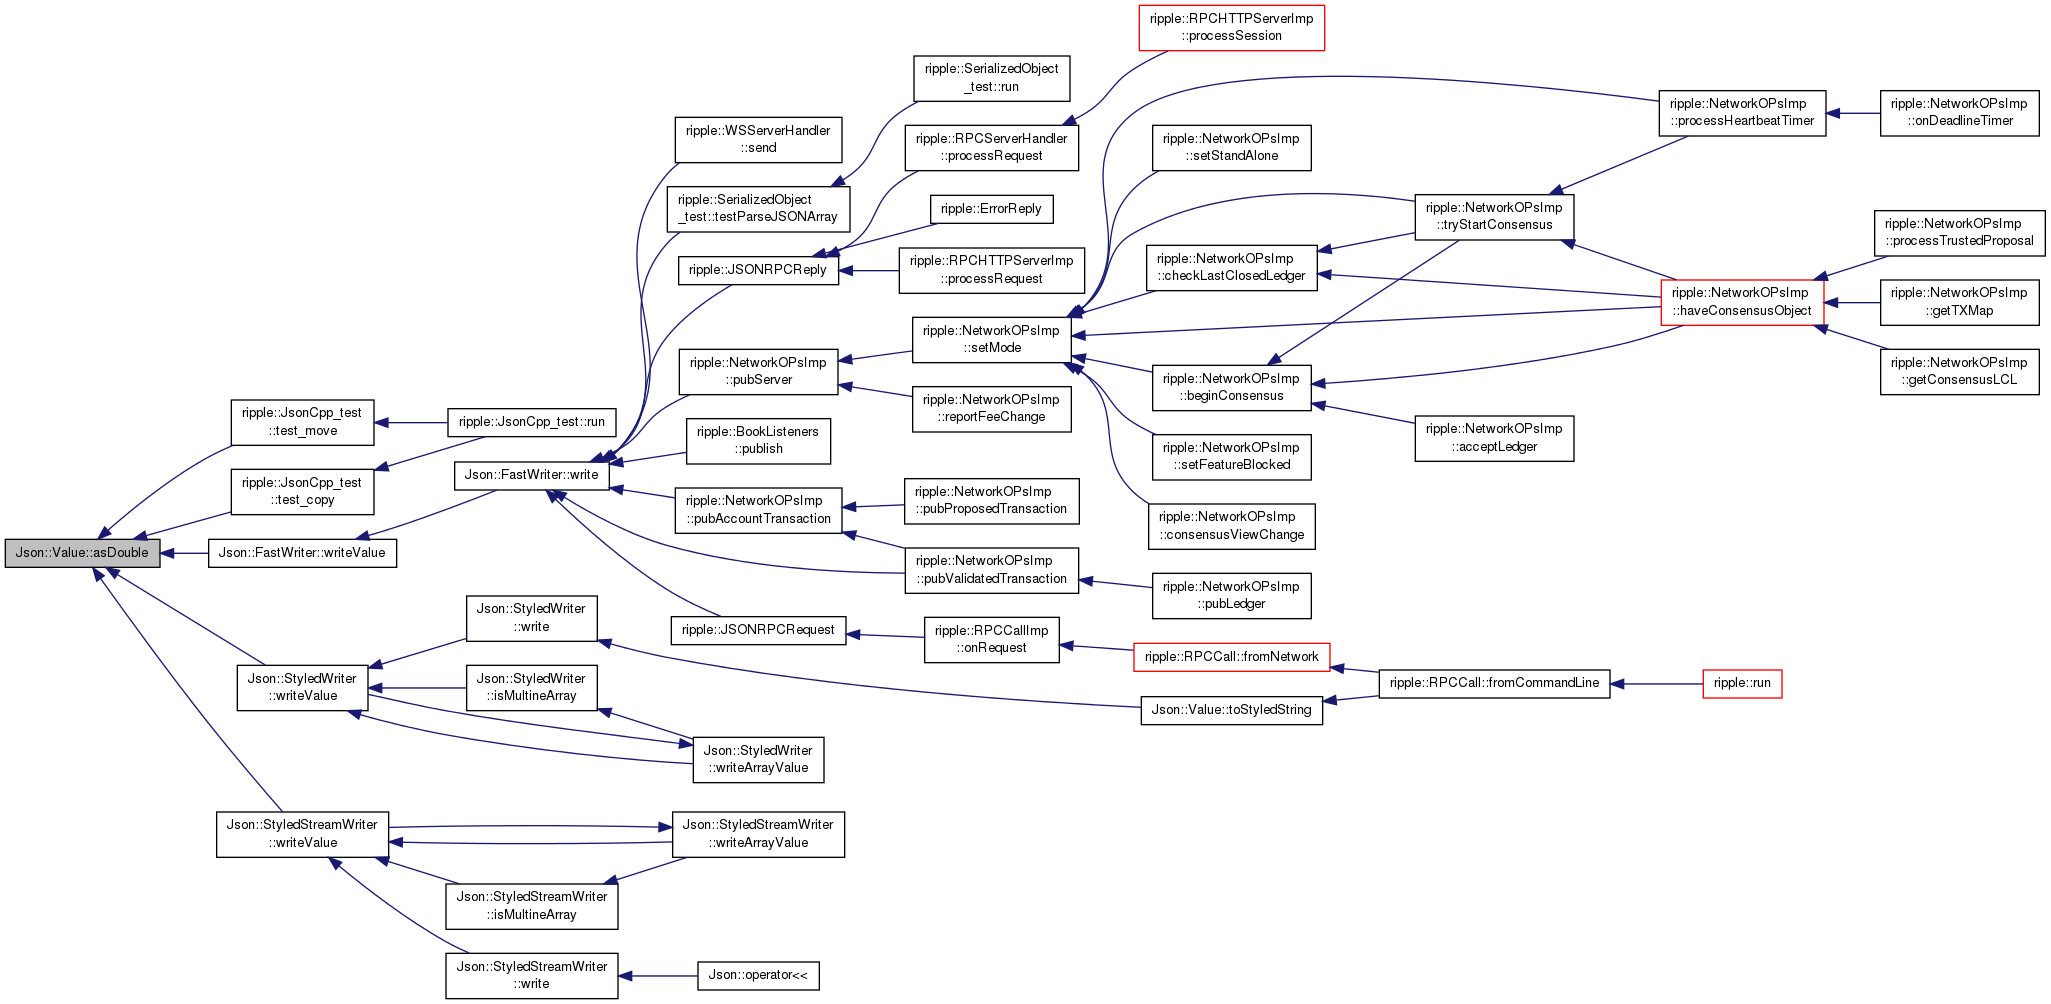 ripple::RPCHTTPServerImp
::processSession
ripple::SerializedObject
_test::run
ripple::NetworkOPsImp
::processHeartbeatTimer
ripple::NetworkOPsImp
::onDeadlineTimer
ripple::WSServerHandler
::send
ripple::RPCServerHandler
::processRequest
ripple::NetworkOPsImp
::setStandAlone
ripple::SerializedObject
_test::testParseJSONArray
ripple::ErrorReply
ripple::NetworkOPsImp
::tryStartConsensus
ripple::NetworkOPsImp
::processTrustedProposal
ripple::JSONRPCReply
ripple::RPCHTTPServerImp
::processRequest
ripple::NetworkOPsImp
::checkLastClosedLedger
ripple::NetworkOPsImp
::haveConsensusObject
ripple::NetworkOPsImp
::getTXMap
ripple::NetworkOPsImp
::setMode
ripple::NetworkOPsImp
::pubServer
ripple::NetworkOPsImp
::beginConsensus
ripple::NetworkOPsImp
::getConsensusLCL
ripple::NetworkOPsImp
::reportFeeChange
ripple::JsonCpp_test
::test_move
ripple::JsonCpp_test::run
ripple::BookListeners
::publish
ripple::NetworkOPsImp
::acceptLedger
ripple::NetworkOPsImp
::setFeatureBlocked
Json::FastWriter::write
ripple::JsonCpp_test
::test_copy
ripple::NetworkOPsImp
::pubAccountTransaction
ripple::NetworkOPsImp
::pubProposedTransaction
ripple::NetworkOPsImp
::consensusViewChange
Json::Value::asDouble
Json::FastWriter::writeValue
ripple::NetworkOPsImp
::pubValidatedTransaction
ripple::NetworkOPsImp
::pubLedger
Json::StyledWriter
::write
ripple::JSONRPCRequest
ripple::RPCCallImp
::onRequest
ripple::RPCCall::fromNetwork
Json::StyledWriter
::writeValue
Json::StyledWriter
::isMultineArray
ripple::RPCCall::fromCommandLine
ripple::run
Json::Value::toStyledString
Json::StyledWriter
::writeArrayValue
Json::StyledStreamWriter
::writeValue
Json::StyledStreamWriter
::writeArrayValue
Json::StyledStreamWriter
::isMultineArray
Json::StyledStreamWriter
::write
Json::operator<<